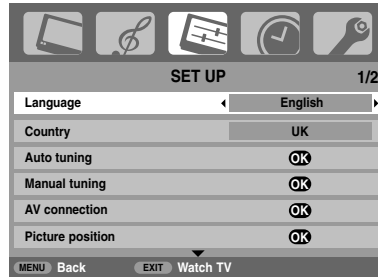 SET UP 1/2
Language English
Country UK
Auto tuning OK
Manual tuning OK
AV connection OK
Picture position OK
MENU Back EXIT Watch TV